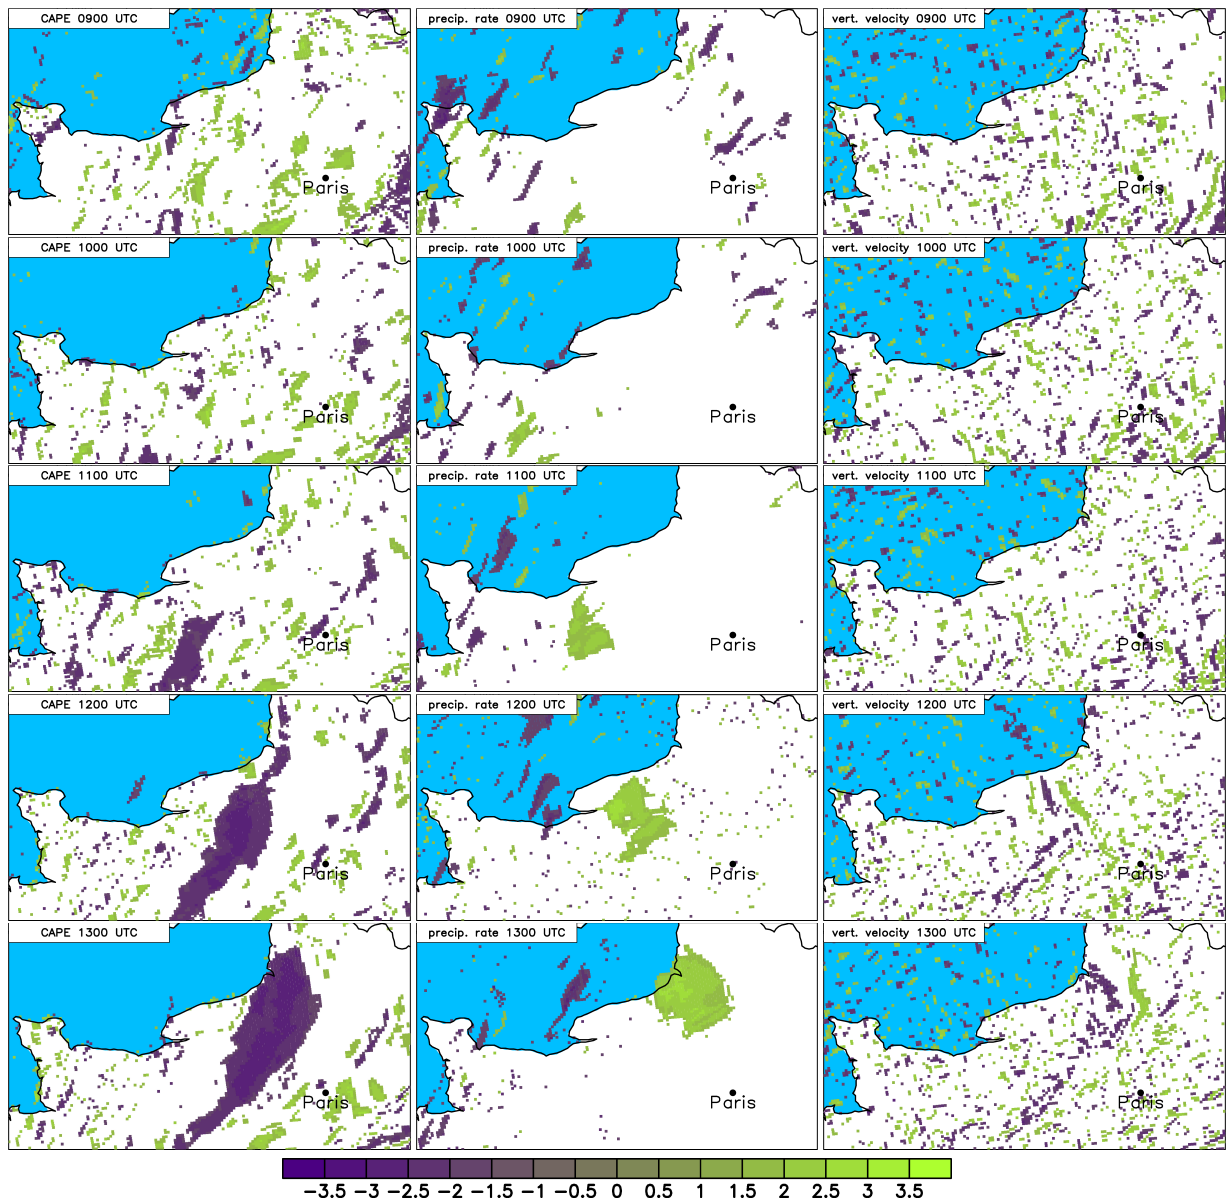 CAPE 0900 UTC
precip. rate 0900 UTC
vert. velocity 0900 UTC
Paris
Paris
Paris
CAPE 1000 UTC
precip. rate 1000 UTC
vert. velocity 1000 UTC
Paris
Paris
Paris
CAPE 1100 UTC
precip. rate 1100 UTC
vert. velocity 1100 UTC
Paris
Paris
Paris
CAPE 1200 UTC
precip. rate 1200 UTC
vert. velocity 1200 UTC
Paris
Paris
Paris
CAPE 1300 UTC
precip. rate 1300 UTC
vert. velocity 1300 UTC
Paris
Paris
Paris
−3.5 −3 −2.5 −2 −1.5 −1 −0.5 0 0.5 1 1.5 2 2.5 3 3.5